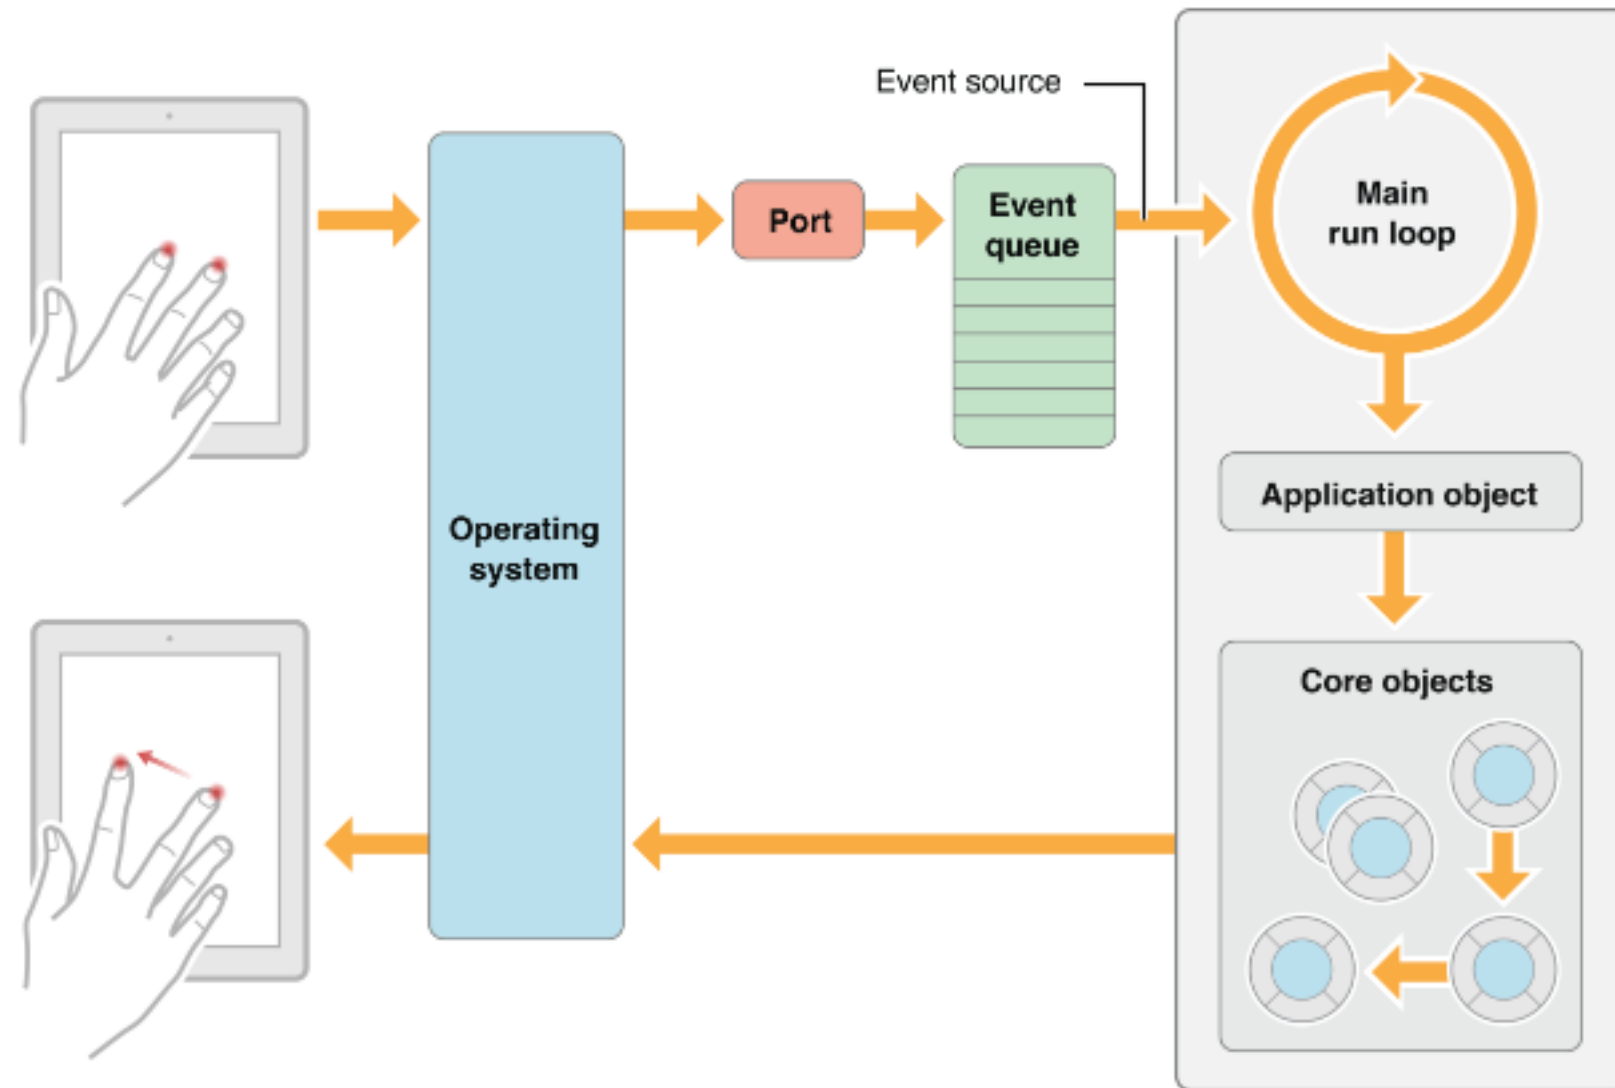 Event source
Port
Event
queue
Main
run loop
Operating
system
Application object
Core objects